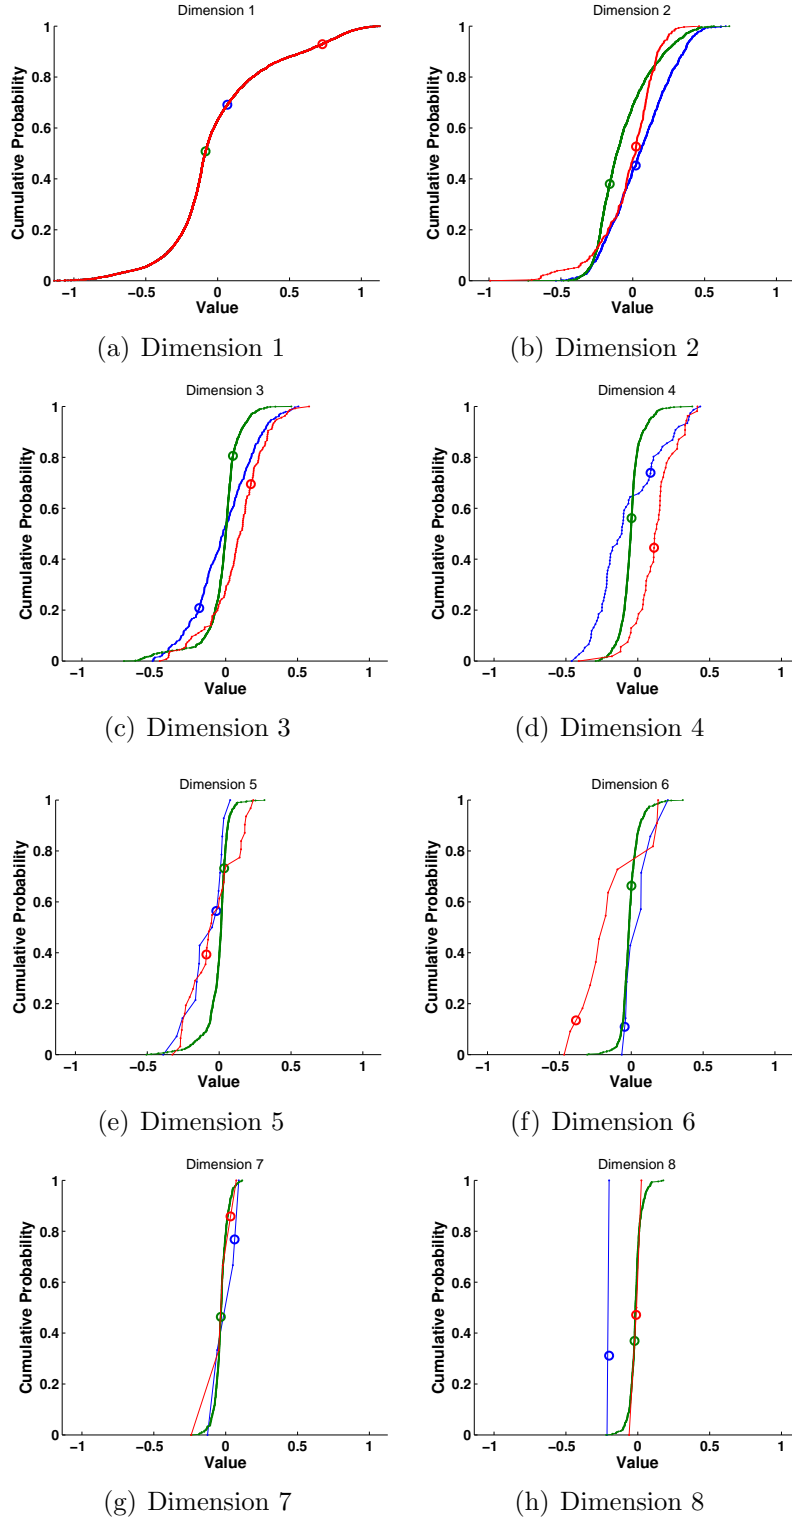 Dimension 1
Cumulative Probability
1
0.8
0.6
0.4
0.2
0
−1
−0.5
0
0.5
1
Value
(a) Dimension 1
Dimension 2
Cumulative Probability
1
0.8
0.6
0.4
0.2
0
−1
−0.5
0
0.5
1
Value
(b) Dimension 2
Dimension 3
Cumulative Probability
1
0.8
0.6
0.4
0.2
0
−1
−0.5
0
0.5
1
Value
(c) Dimension 3
Dimension 4
Cumulative Probability
1
0.8
0.6
0.4
0.2
0
−1
−0.5
0
0.5
1
Value
(d) Dimension 4
Dimension 5
Cumulative Probability
1
0.8
0.6
0.4
0.2
0
−1
−0.5
0
0.5
1
Value
(e) Dimension 5
Dimension 6
Cumulative Probability
1
0.8
0.6
0.4
0.2
0
−1
−0.5
0
0.5
1
Value
(f) Dimension 6
Dimension 7
Cumulative Probability
1
0.8
0.6
0.4
0.2
0
−1
−0.5
0
0.5
1
Value
(g) Dimension 7
Dimension 8
Cumulative Probability
1
0.8
0.6
0.4
0.2
0
−1
−0.5
0
0.5
1
Value
(h) Dimension 8